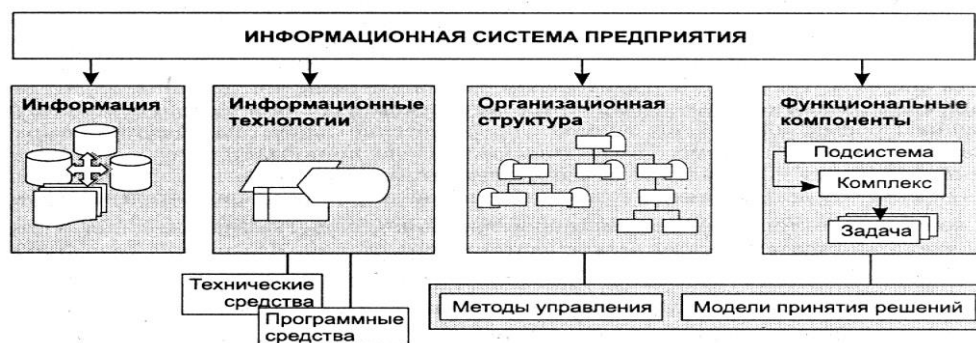 ИНФОРМАЦИОННАЯ СИСТЕМА ПРЕДПРИЯТИЯ
Информация
Информационные
технологии
Организационная
структура
Функциональные
компоненты
Подсистема
Комплекс
Задача
Технические
средства
Программные
средства
Методы управления
Модели принятия решений